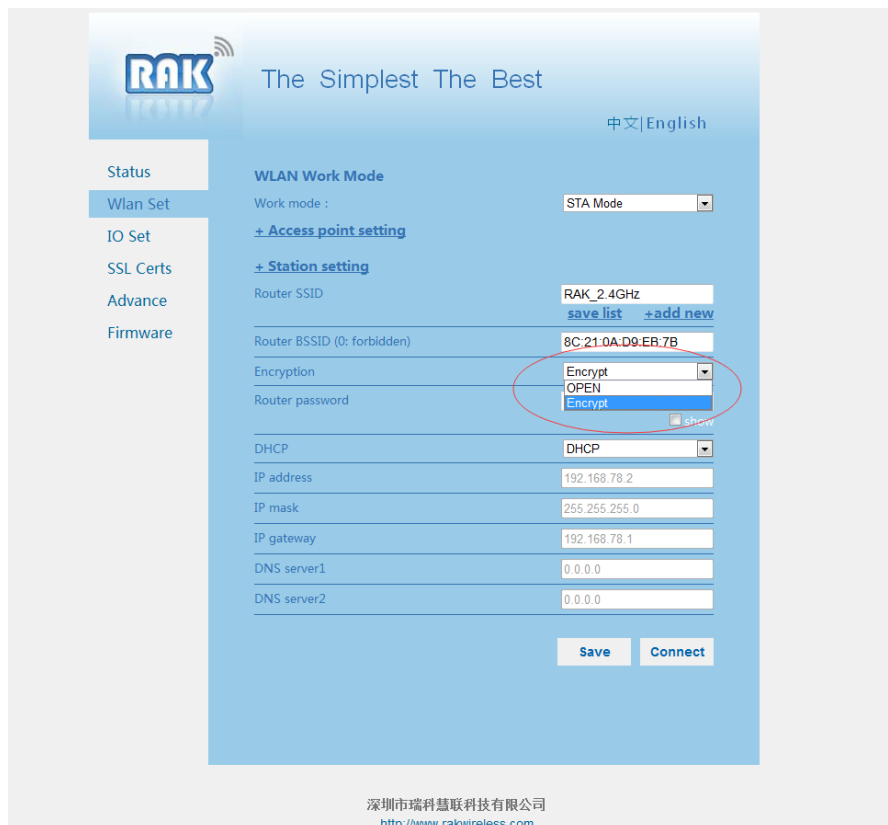 RAK
The Simplest The Best
中文|English
Status
Wlan Set
IO Set
SSL Certs
Advance
Firmware
WLAN Work Mode
Work mode : STA Mode
+ Access point setting
+ Station setting
Router SSID RAK_2.4GHz
save list +add new
Router BSSID (0: forbidden) 8C:21:0A:D9:EB:7B
Encryption Encrypt
OPEN
Encrypt
Router password
show
DHCP DHCP
IP address 192.168.78.2
IP mask 255.255.255.0
IP gateway 192.168.78.1
DNS server1 0.0.0.0
DNS server2 0.0.0.0
Save Connect
深圳市瑞科慧联科技有限公司
http://www.rakwireless.com